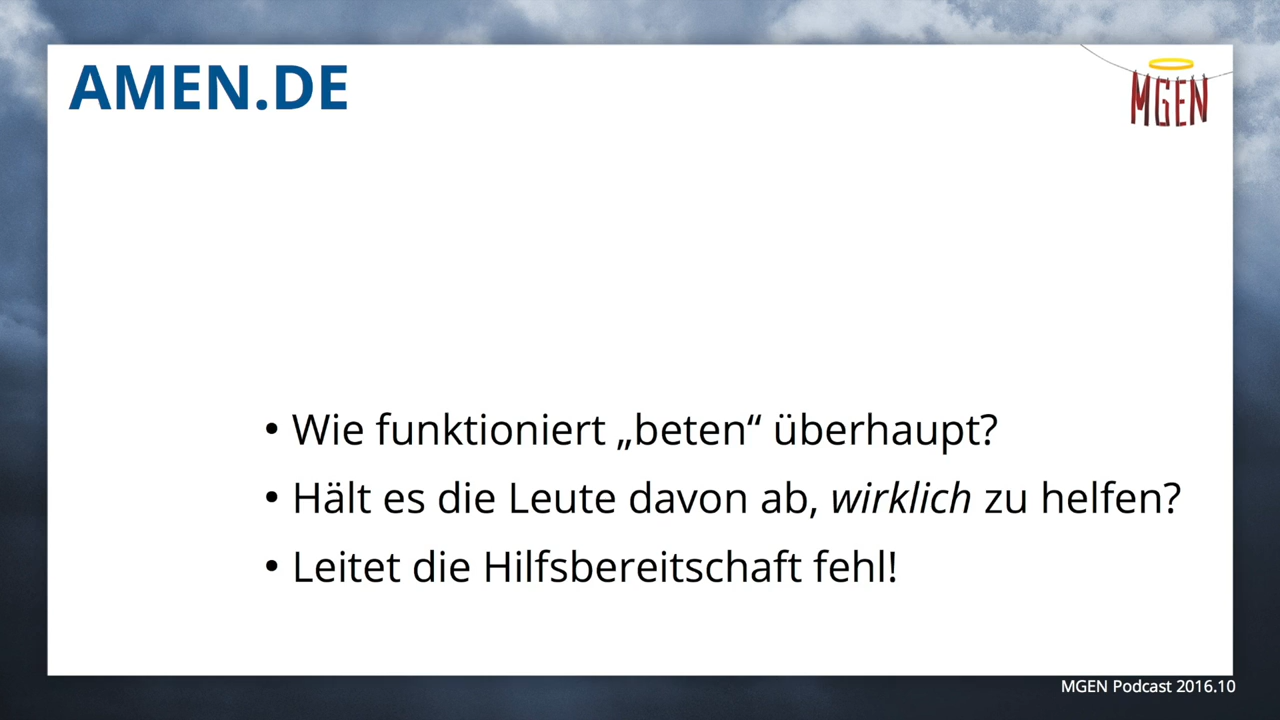 AMEN.DE
MGEN
• Wie funktioniert „beten“ überhaupt?
• Hält es die Leute davon ab, wirklich zu helfen?
• Leitet die Hilfsbereitschaft fehl!
MGEN Podcast 2016.10